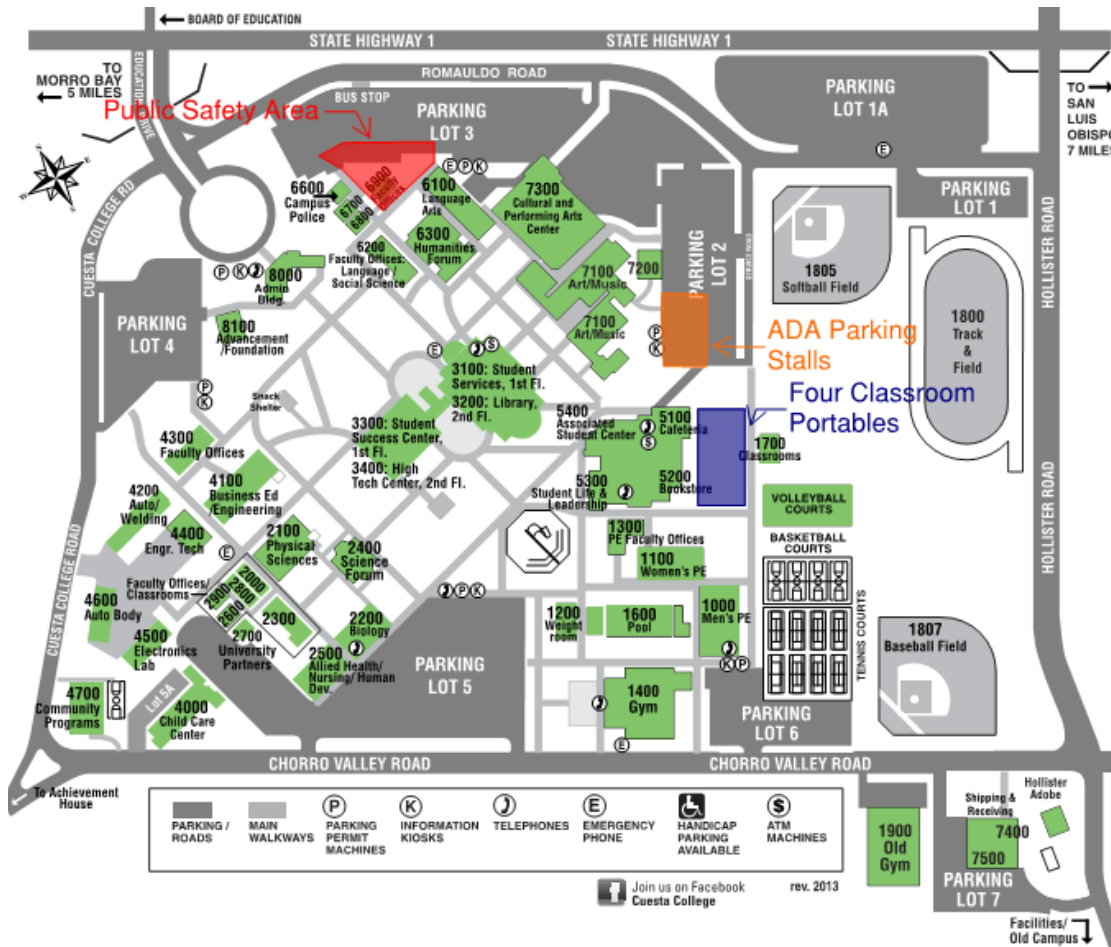 BOARD OF EDUCATION
STATE HIGHWAY 1
STATE HIGHWAY 1
TO
MORRO BAY
5 MILES
EDUCATION DRIVE
ROMAULDO ROAD
BUS STOP
Public Safety Area
PARKING
LOT 3
PARKING
LOT 1A
TO
SAN
LUIS
OBISPO
7 MILES
E
N
E
S
W
CUESTA COLLEGE RD
6600
Campus
Police
6700
6800
6900
Faculty
Offices
E P K
6100
Language
Arts
7300
Cultural and
Performing Arts
Center
PARKING
LOT 1
HOLLISTER ROAD
6300
Humanities
Forum
6200
Faculty Offices:
Language /
Social Science
PARKING
LOT 2
7200
7100
Art/Music
7100
Art/Music
1805
Softball Field
P K
8000
Admin
Bldg.
8100
Advancement
/Foundation
PARKING
LOT 4
1800
Track
&
Field
P
K
ADA Parking
Stalls
E
S
3100: Student
Services, 1st Fl.
3200: Library,
2nd Fl.
3300: Student
Success Center,
1st Fl.
3400: High
Tech Center, 2nd Fl.
P
K
Snack
Shelter
Four Classroom
Portables
5400
Associated
Student Center
5100
Cafeteria
S
5200
Bookstore
5300
Student Life &
Leadership
1700
Classrooms
4300
Faculty Offices
4100
Business Ed
/Engineering
4200
Auto/
Welding
4400
Engr. Tech
VOLLEYBALL
COURTS
BASKETBALL
COURTS
TENNIS COURTS
HOLLISTER ROAD
E
2100
Physical
Sciences
2400
Science
Forum
1300
PE Faculty Offices
1100
Women's PE
Faculty Offices/
Classrooms
2000
2800
2900
2600
2300
2700
University
Partners
2200
Biology
2500
Allied Health/
Nursing/ Human
Dev.
P K
CUESTA COLLEGE ROAD
4600
Auto Body
4500
Electronics
Lab
1200
Weight
room
1600
Pool
1000
Men's PE
K P
1807
Baseball Field
PARKING
LOT 5
4700
Community
Programs
Lot 5A
4000
Child Care
Center
1400
Gym
E
PARKING
LOT 6
CHORRO VALLEY ROAD
CHORRO VALLEY ROAD
To Achievement
House
PARKING /
ROADS
MAIN
WALKWAYS
P
PARKING
PERMIT
MACHINES
K
INFORMATION
KIOSKS
TELEPHONES
E
EMERGENCY
PHONE
HANDICAP
PARKING
AVAILABLE
S
ATM
MACHINES
f
Join us on Facebook
Cuesta College
rev. 2013
1900
Old
Gym
Shipping &
Receiving
7400
7500
Hollister
Adobe
PARKING
LOT 7
Facilities/
Old Campus